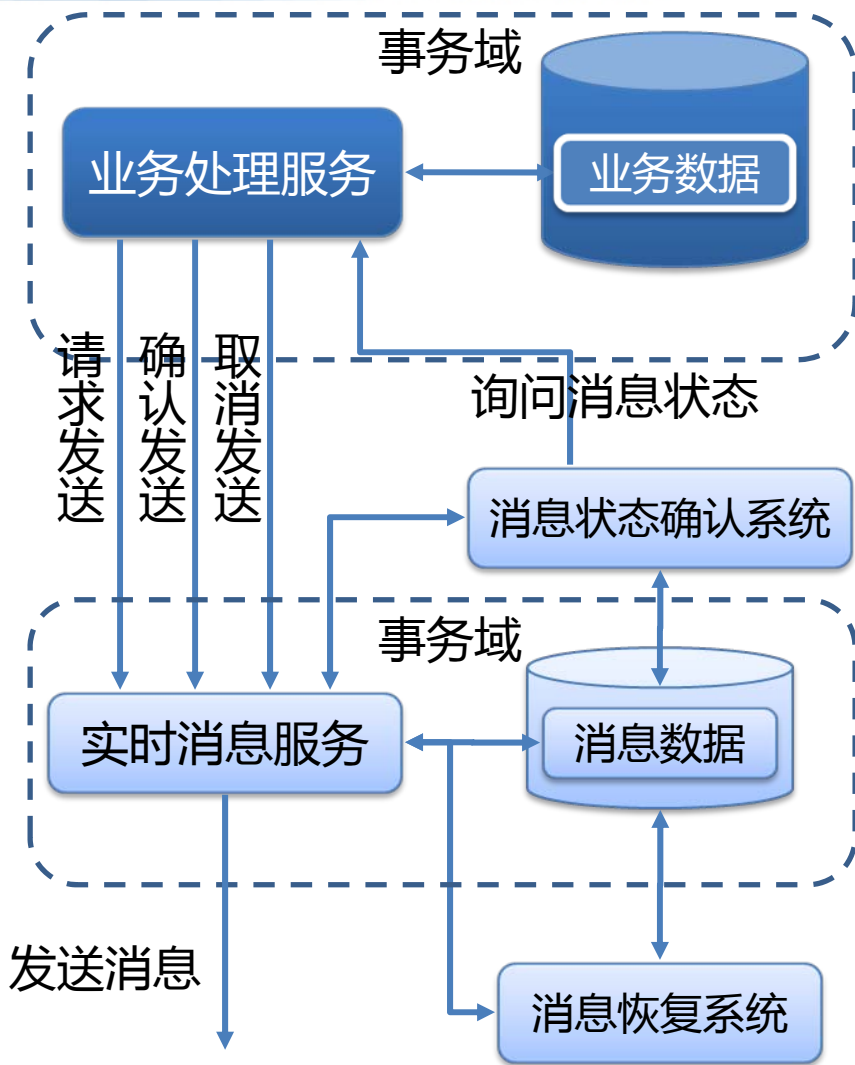 事务域
业务处理服务
业务数据
请求发送
确认发送
取消发送
询问消息状态
消息状态确认系统
事务域
实时消息服务
消息数据
发送消息
消息恢复系统